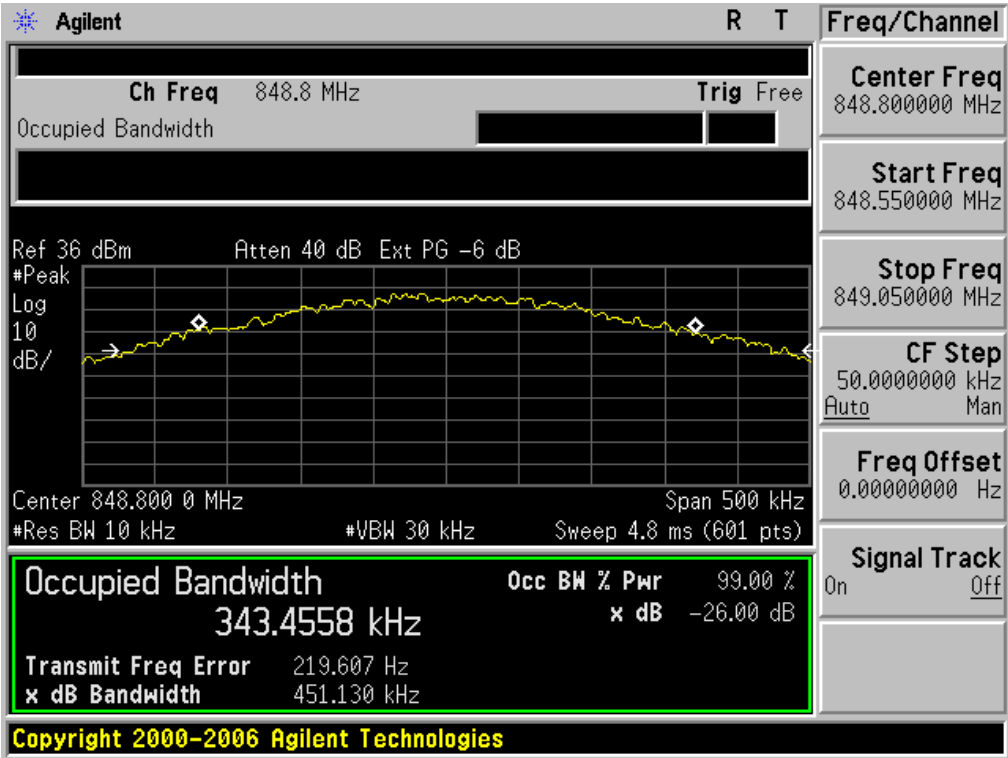 Agilent R T
Freq/Channel
Ch Freq 848.8 MHz Trig Free
Occupied Bandwidth
Ref 36 dBm Atten 40 dB Ext PG -6 dB
#Peak
Log
10
dB/
Center 848.800 0 MHz Span 500 kHz
#Res BW 10 kHz #VBW 30 kHz Sweep 4.8 ms (601 pts)
Occupied Bandwidth
343.4558 kHz
Occ BW % Pwr 99.00 %
x dB -26.00 dB
Transmit Freq Error 219.607 Hz
x dB Bandwidth 451.130 kHz
Copyright 2000-2006 Agilent Technologies
Center Freq
848.800000 MHz
Start Freq
848.550000 MHz
Stop Freq
849.050000 MHz
CF Step
50.0000000 kHz
Auto Man
Freq Offset
0.00000000 Hz
Signal Track
On Off